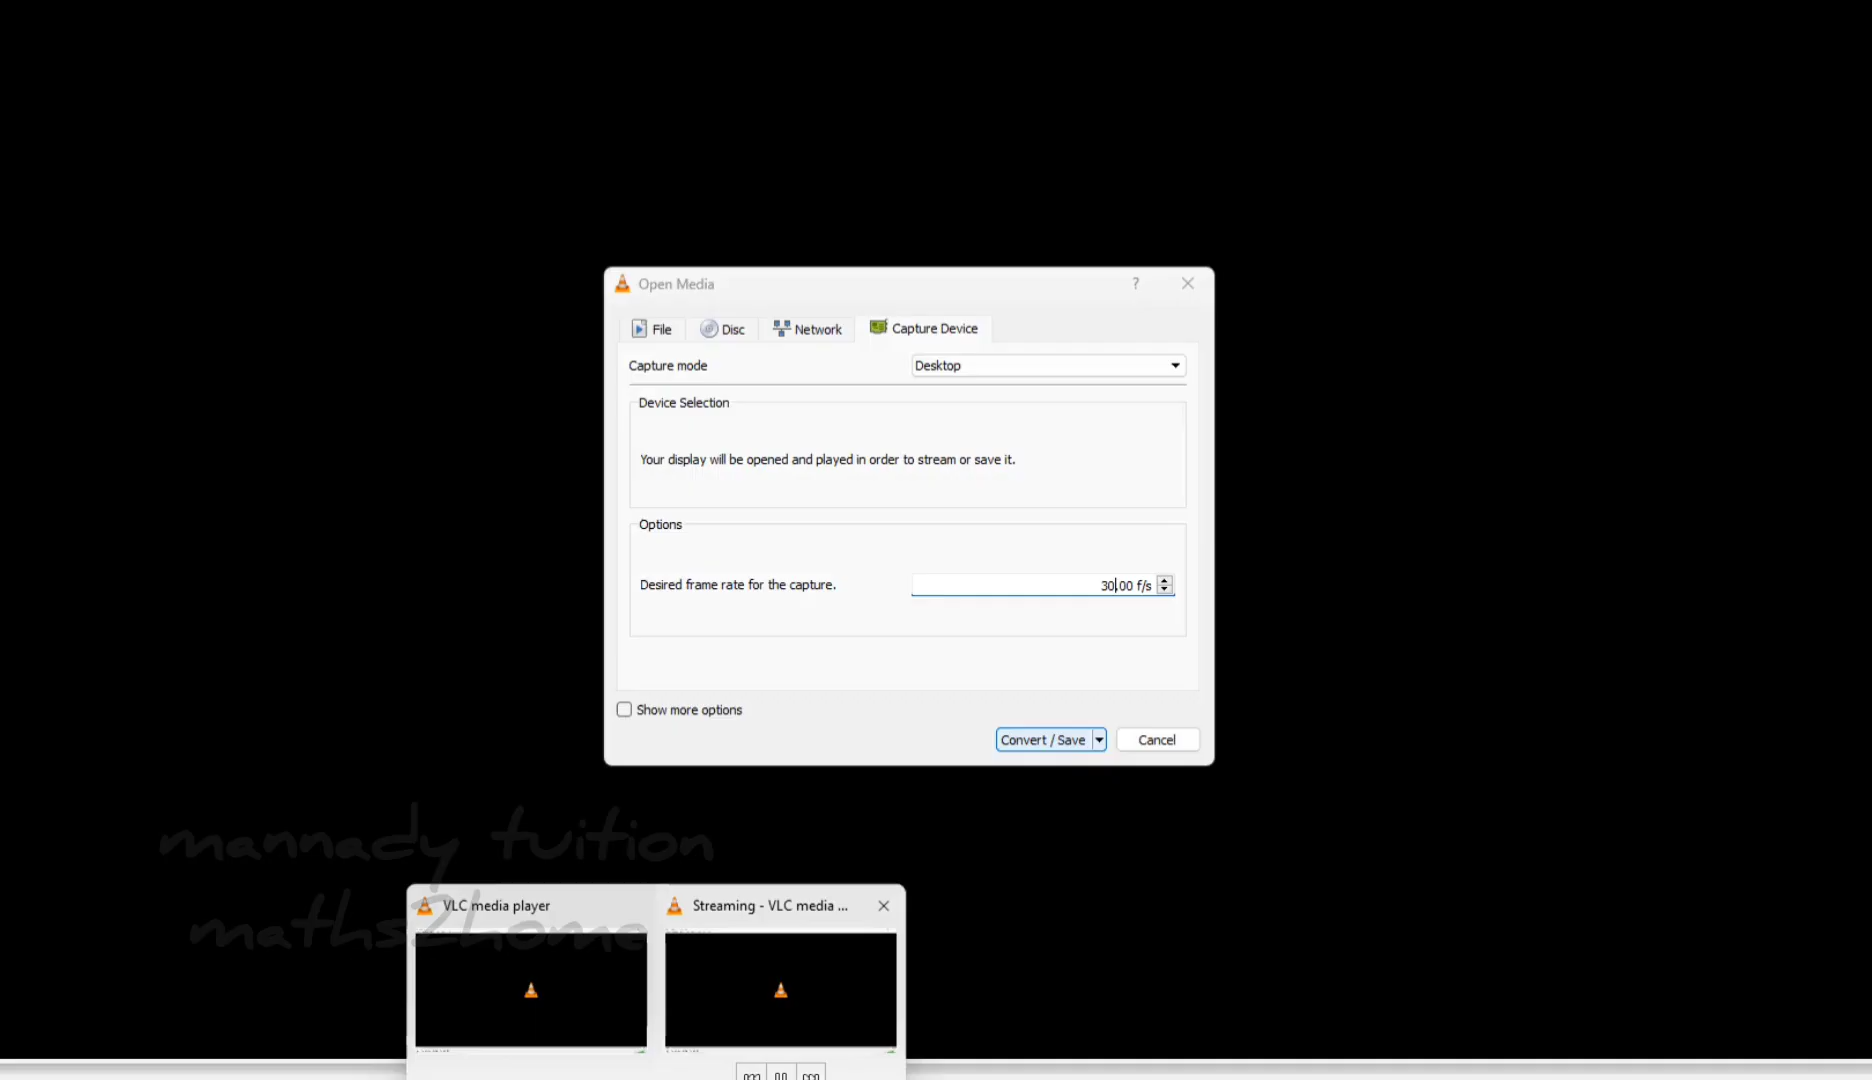 Open Media
?
File
Disc
Network
Capture Device
Capture mode
Desktop
Device Selection
Your display will be opened and played in order to stream or save it.
Options
Desired frame rate for the capture.
30,00 f/s
Show more options
Convert / Save
Cancel
mannady tuition
maths2home
VLC media player
Streaming - VLC media ...